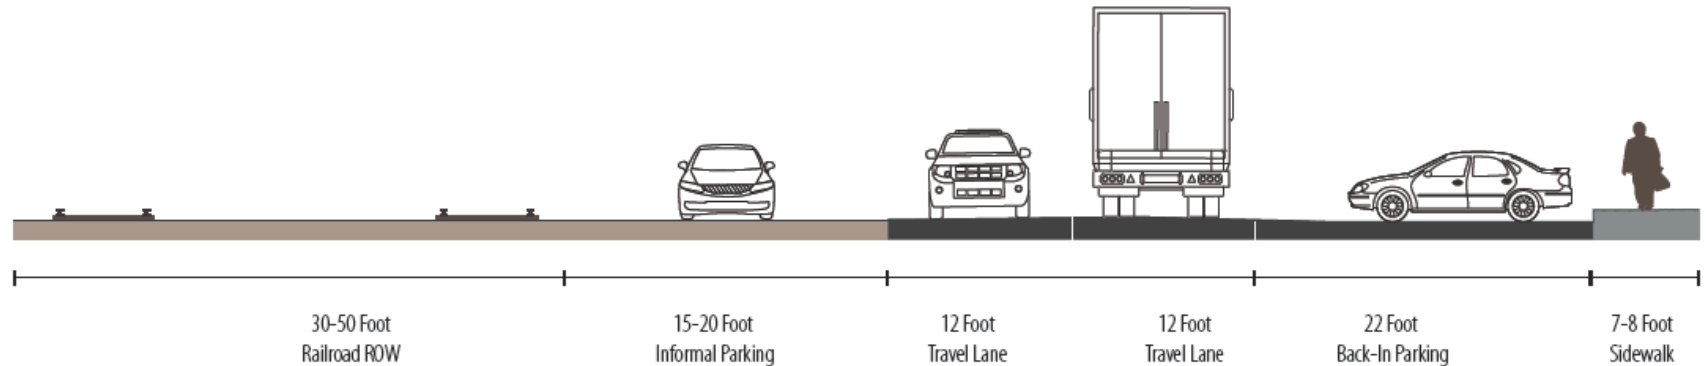 30-50 Foot
Railroad ROW
15-20 Foot
Informal Parking
12 Foot
Travel Lane
12 Foot
Travel Lane
22 Foot
Back-In Parking
7-8 Foot
Sidewalk